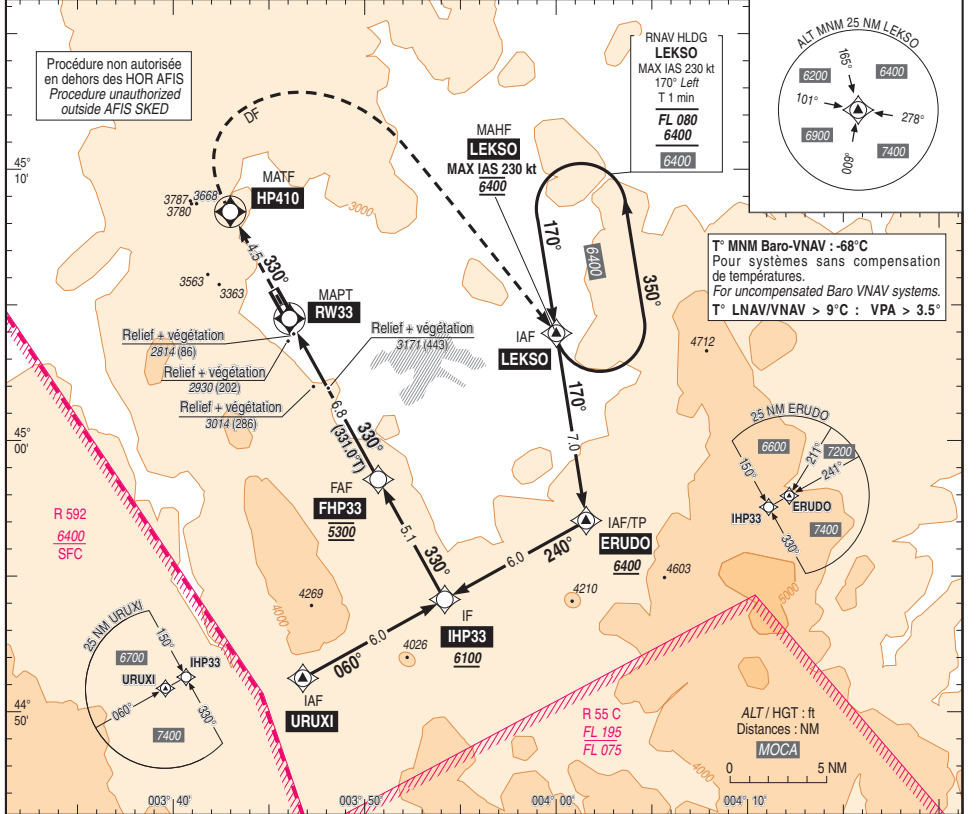 Procédure non autorisée
en dehors des HOR AFIS
Procedure unauthorized
outside AFIS SKED
DF
MATF
HP410
3787
3668
3780
3000
3563
3363
4.5
330°
MAPT
RW33
Relief + végétation
2814 (86)
Relief + végétation
2930 (202)
Relief + végétation
3014 (286)
Relief + végétation
3171 (443)
6.8
330°
(331.0°T)
FAF
FHP33
5300
5.1
330°
MAHF
LEKSO
MAX IAS 230 kt
6400
RNAV HLDG
LEKSO
MAX IAS 230 kt
170° Left
T 1 min
FL 080
6400
6400
170°
6400
350°
IAF
LEKSO
170°
7.0
IAF/TP
ERUDO
6400
6.0
240°
IF
IHP33
6100
6.0
060°
IAF
URUXI
4026
4210
4269
4000
4603
4712
5000
4000
ALT MNM 25 NM LEKSO
165°
6200
6400
101°
278°
6900
7400
009°
T° MNM Baro-VNAV : -68°C
Pour systèmes sans compensation
de températures.
For uncompensated Baro VNAV systems.
T° LNAV/VNAV > 9°C : VPA > 3.5°
25 NM ERUDO
6600
7200
211°
241°
150°
IHP33
ERUDO
7400
330°
25 NM URUXI
150°
6700
IHP33
URUXI
060°
330°
7400
R 592
6400
SFC
R 55 C
FL 195
FL 075
ALT / HGT : ft
Distances : NM
MOCA
0 5 NM
45°
10'
45°
00'
44°
50'
003° 40'
003° 50'
004° 00'
004° 10'